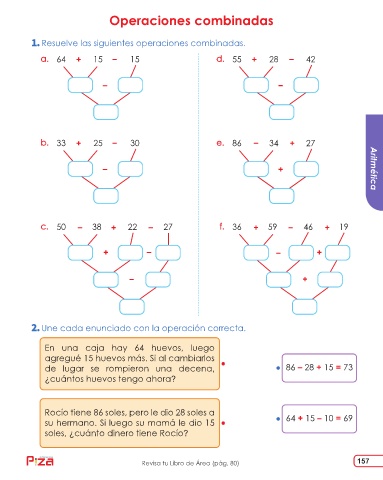 Operaciones combinadas
1. Resuelve las siguientes operaciones combinadas.
a. 64 + 15 − 15
d. 55 + 28 − 42
−
−
b. 33 + 25 − 30
e. 86 − 34 + 27
−
+
Aritmética
c. 50 − 38 + 22 − 27
f. 36 + 59 − 46 + 19
+ −
− +
−
+
2. Une cada enunciado con la operación correcta.
En una caja hay 64 huevos, luego
agregué 15 huevos más. Si al cambiarlos
de lugar se rompieron una decena,
¿cuántos huevos tengo ahora?
86 − 28 + 15 = 73
Rocío tiene 86 soles, pero le dio 28 soles a
su hermano. Si luego su mamá le dio 15
soles, ¿cuánto dinero tiene Rocío?
64 + 15 − 10 = 69
Revisa tu Libro de Área (pág. 80)
157